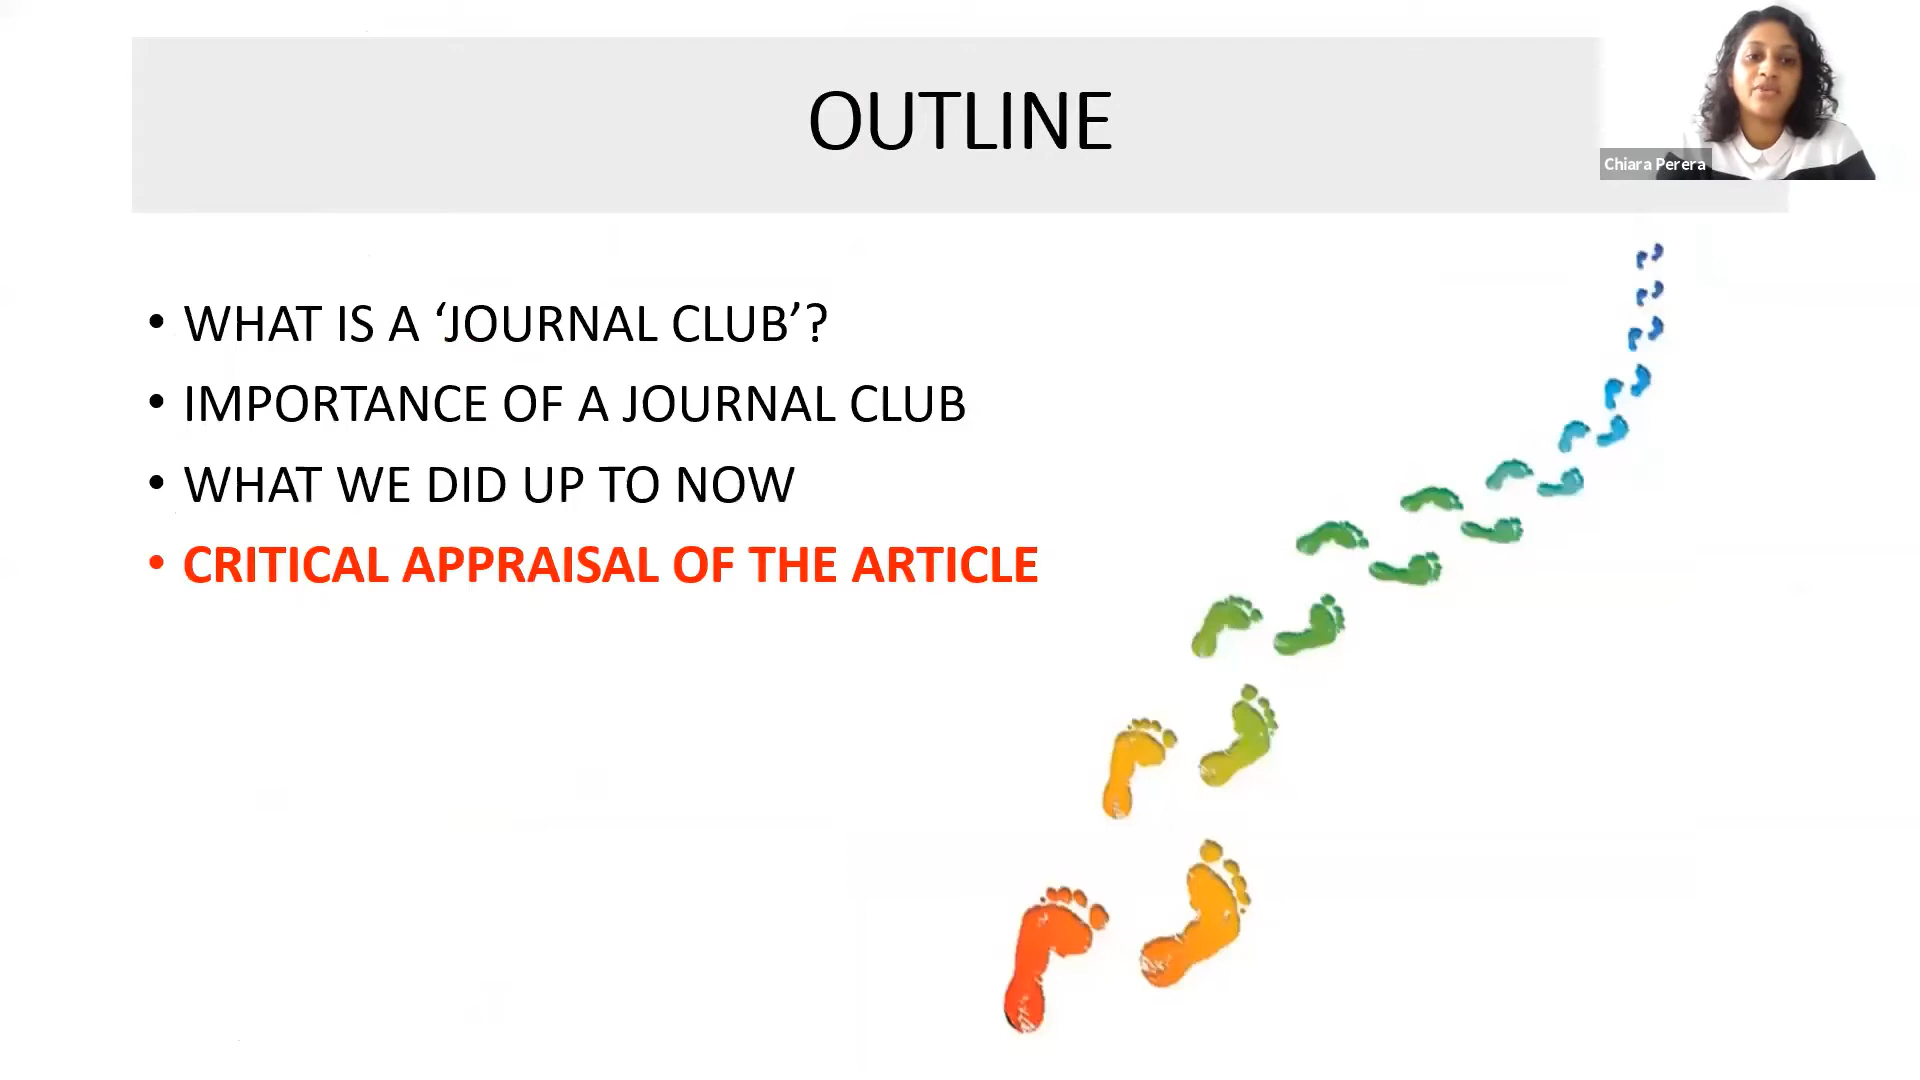 OUTLINE
Chiara Perera
• WHAT IS A ‘JOURNAL CLUB’?
• IMPORTANCE OF A JOURNAL CLUB
• WHAT WE DID UP TO NOW
• CRITICAL APPRAISAL OF THE ARTICLE